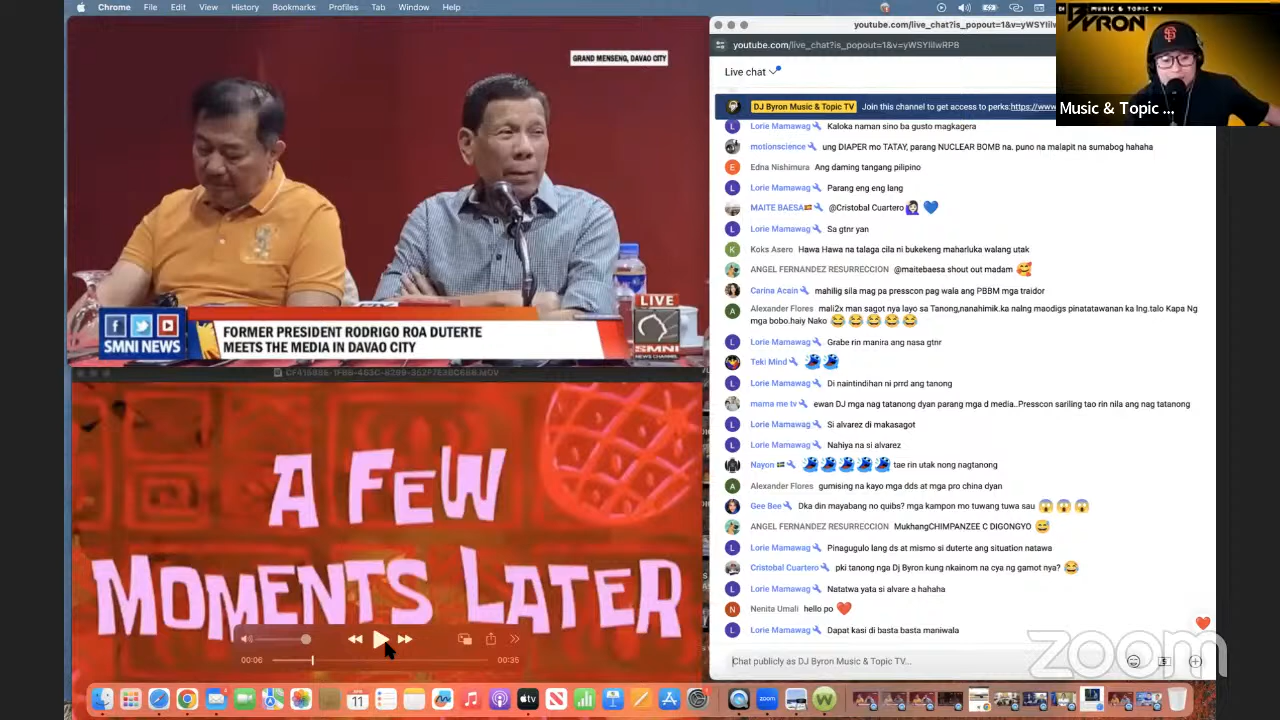 Chrome File Edit View History Bookmarks Profiles Tab Window Help
GRAND MENSENG, DAVAO CITY
LIVE
SMNI
NEWS CHANNEL
SMNI NEWS
FORMER PRESIDENT RODRIGO ROA DUTERTE
MEETS THE MEDIA IN DAVAO CITY
A FEW
MOMENTS LATER
00:06
00:35
youtube.com/live_chat?is_popout=1&v=yWSYIi
youtube.com/live_chat?is_popout=1&v=yWSYIilwRP8
Live chat
MUSIC & TOPIC TV
BYRON
Music & Topic ...
DJ Byron Music & Topic TV Join this channel to get access to perks:https://www
Lorie Mamawag Kaloka naman sino ba gusto magkagera
motionscience ung DIAPER mo TATAY, parang NUCLEAR BOMB na. puno na malapit na sumabog hahaha
Edna Nishimura Ang daming tangang pilipino
Lorie Mamawag Parang eng eng lang
MAITE BAESA🇪🇸 @Cristobal Cuartero 🙋🏻‍♀️ 💙
Lorie Mamawag Sa gtnr yan
Koks Asero Hawa Hawa na talaga cila ni bukekeng maharluka walang utak
ANGEL FERNANDEZ RESURRECCION @maitebaesa shout out madam 🥰
Carina Acain mahilig sila mag pa presscon pag wala ang PBBM mga traidor
Alexander Flores mali2x man sagot nya layo sa Tanong,nanahimik.ka nalng maodigs pinatatawanan ka lng.talo Kapa Ng
mga bobo.haiy Nako 😂 😂 😂 😂 😂
Lorie Mamawag Grabe rin manira ang nasa gtnr
Teki Mind
Lorie Mamawag Di naintindihan ni prrd ang tanong
mama me tv ewan DJ mga nag tatanong dyan parang mga d media..Presscon sariling tao rin nila ang nag tatanong
Lorie Mamawag Si alvarez di makasagot
Lorie Mamawag Nahiya na si alvarez
Nayon tae rin utak nong nagtanong
Alexander Flores gumising na kayo mga dds at mga pro china dyan
Gee Bee Dka din mayabang no quibs? mga kampon mo tuwang tuwa sau 😱 😱 😱
ANGEL FERNANDEZ RESURRECCION MukhangCHIMPANZEE C DIGONGYO 😅
Lorie Mamawag Pinagugulo lang ds at mismo si duterte ang situation natawa
Cristobal Cuartero pki tanong nga Dj Byron kung nkainom na cya ng gamot nya? 😂
Lorie Mamawag Natatwa yata si alvare a hahaha
Nenita Umali hello po ❤️
Lorie Mamawag Dapat kasi di basta basta maniwala
Chat publicly as DJ Byron Music & Topic TV...
zoom